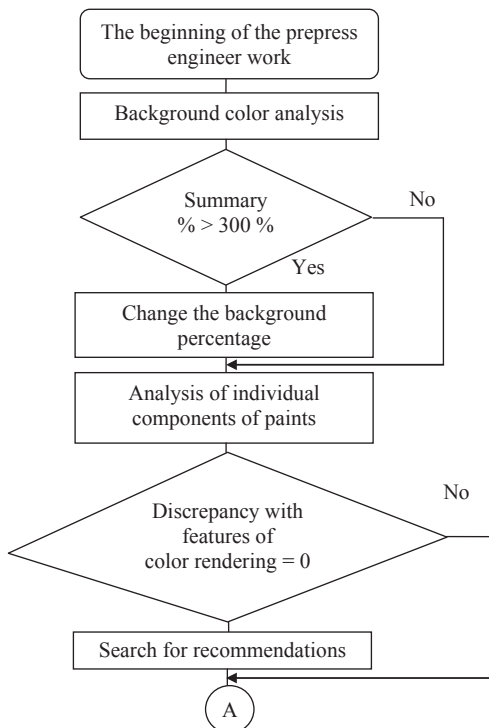 The beginning of the prepress
engineer work
Background color analysis
Summary
% > 300 %
No
Yes
Change the background
percentage
Analysis of individual
components of paints
No
Discrepancy with
features of
color rendering = 0
Search for recommendations
A